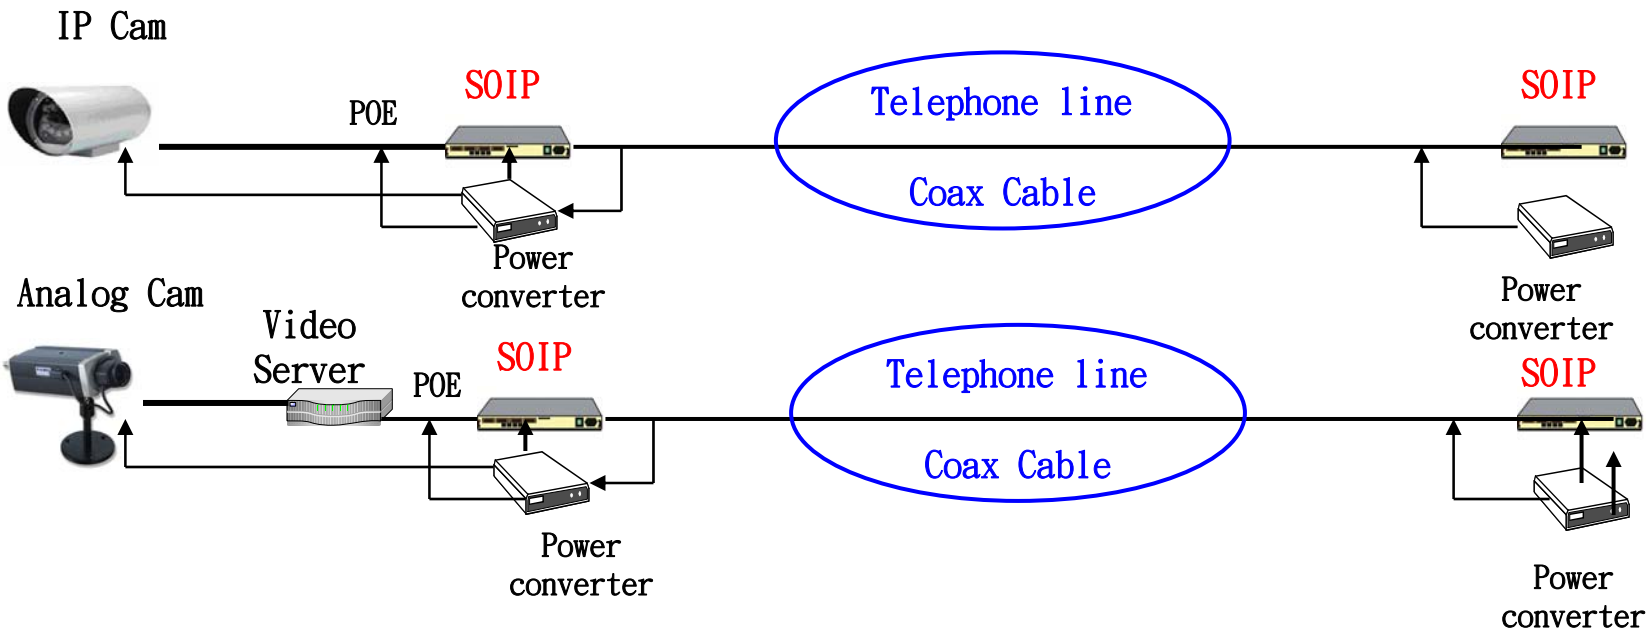 IP Cam
SOIP
POE
Telephone line
Coax Cable
SOIP
Power
converter
Power
converter
Analog Cam
Video
Server
POE
SOIP
Telephone line
Coax Cable
SOIP
Power
converter
Power
converter